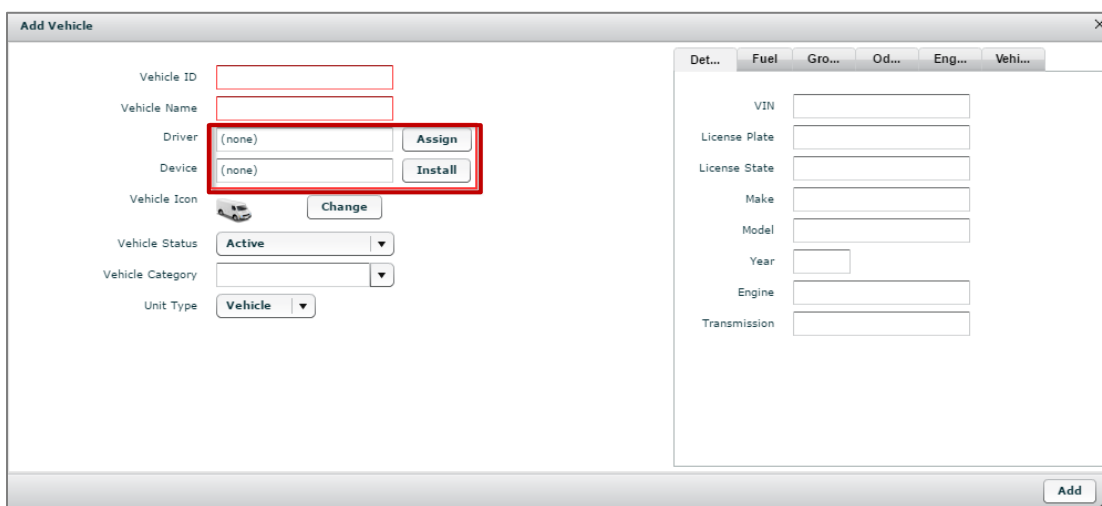 Add Vehicle
Vehicle ID
Vehicle Name
Driver (none) Assign
Device (none) Install
Vehicle Icon Change
Vehicle Status Active
Vehicle Category
Unit Type Vehicle
Det... Fuel Gro... Od... Eng... Vehi...
VIN
License Plate
License State
Make
Model
Year
Engine
Transmission
Add